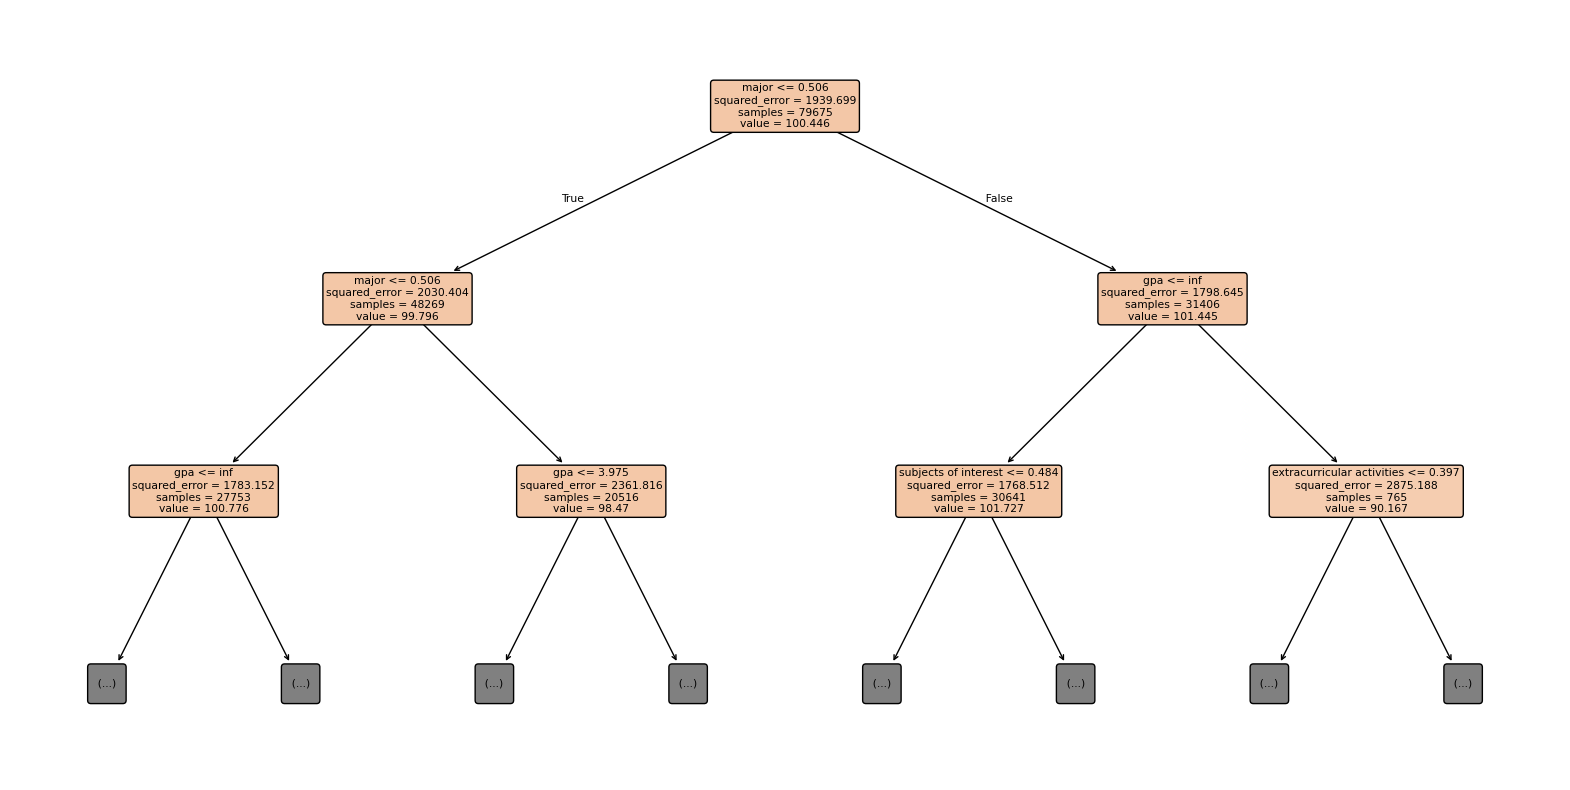 major <= 0.506
squared_error = 1939.699
samples = 79675
value = 100.446
True
False
major <= 0.506
squared_error = 2030.404
samples = 48269
value = 99.796
gpa <= inf
squared_error = 1798.645
samples = 31406
value = 101.445
gpa <= inf
squared_error = 1783.152
samples = 27753
value = 100.776
gpa <= 3.975
squared_error = 2361.816
samples = 20516
value = 98.47
subjects of interest <= 0.484
squared_error = 1768.512
samples = 30641
value = 101.727
extracurricular activities <= 0.397
squared_error = 2875.188
samples = 765
value = 90.167
(...)
(...)
(...)
(...)
(...)
(...)
(...)
(...)